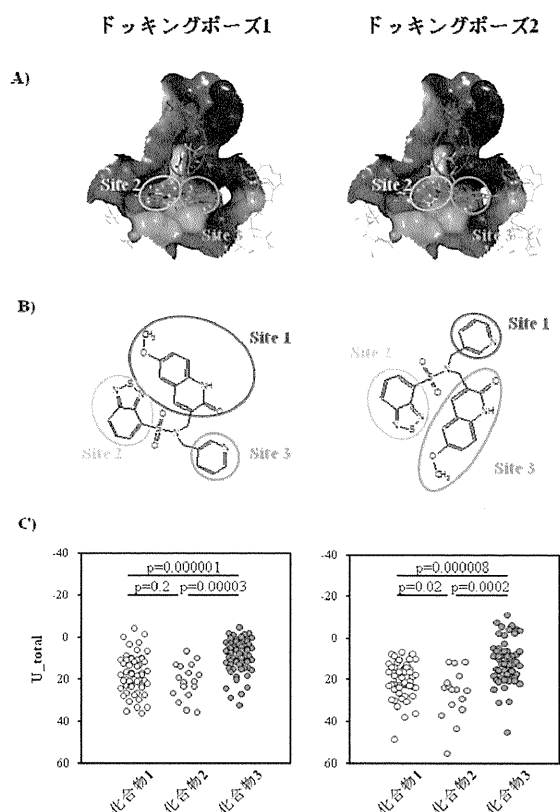 ドッキングポーズ1
ドッキングポーズ2
A)
Site 2
Site 3
Site 2
Site 3
B)
CH3
O
Site 1
NH
O
Site 2
N
S
N
O
S
O
N
N
Site 3
Site 1
N
Site 2
O
S
O
N
O
NH
N
S
N
O
CH3
Site 3
C)
U_total
-40
-20
0
20
40
60
p=0.000001
p=0.2
p=0.00003
化合物1
化合物2
化合物3
-40
-20
0
20
40
60
p=0.000008
p=0.02
p=0.0002
化合物1
化合物2
化合物3